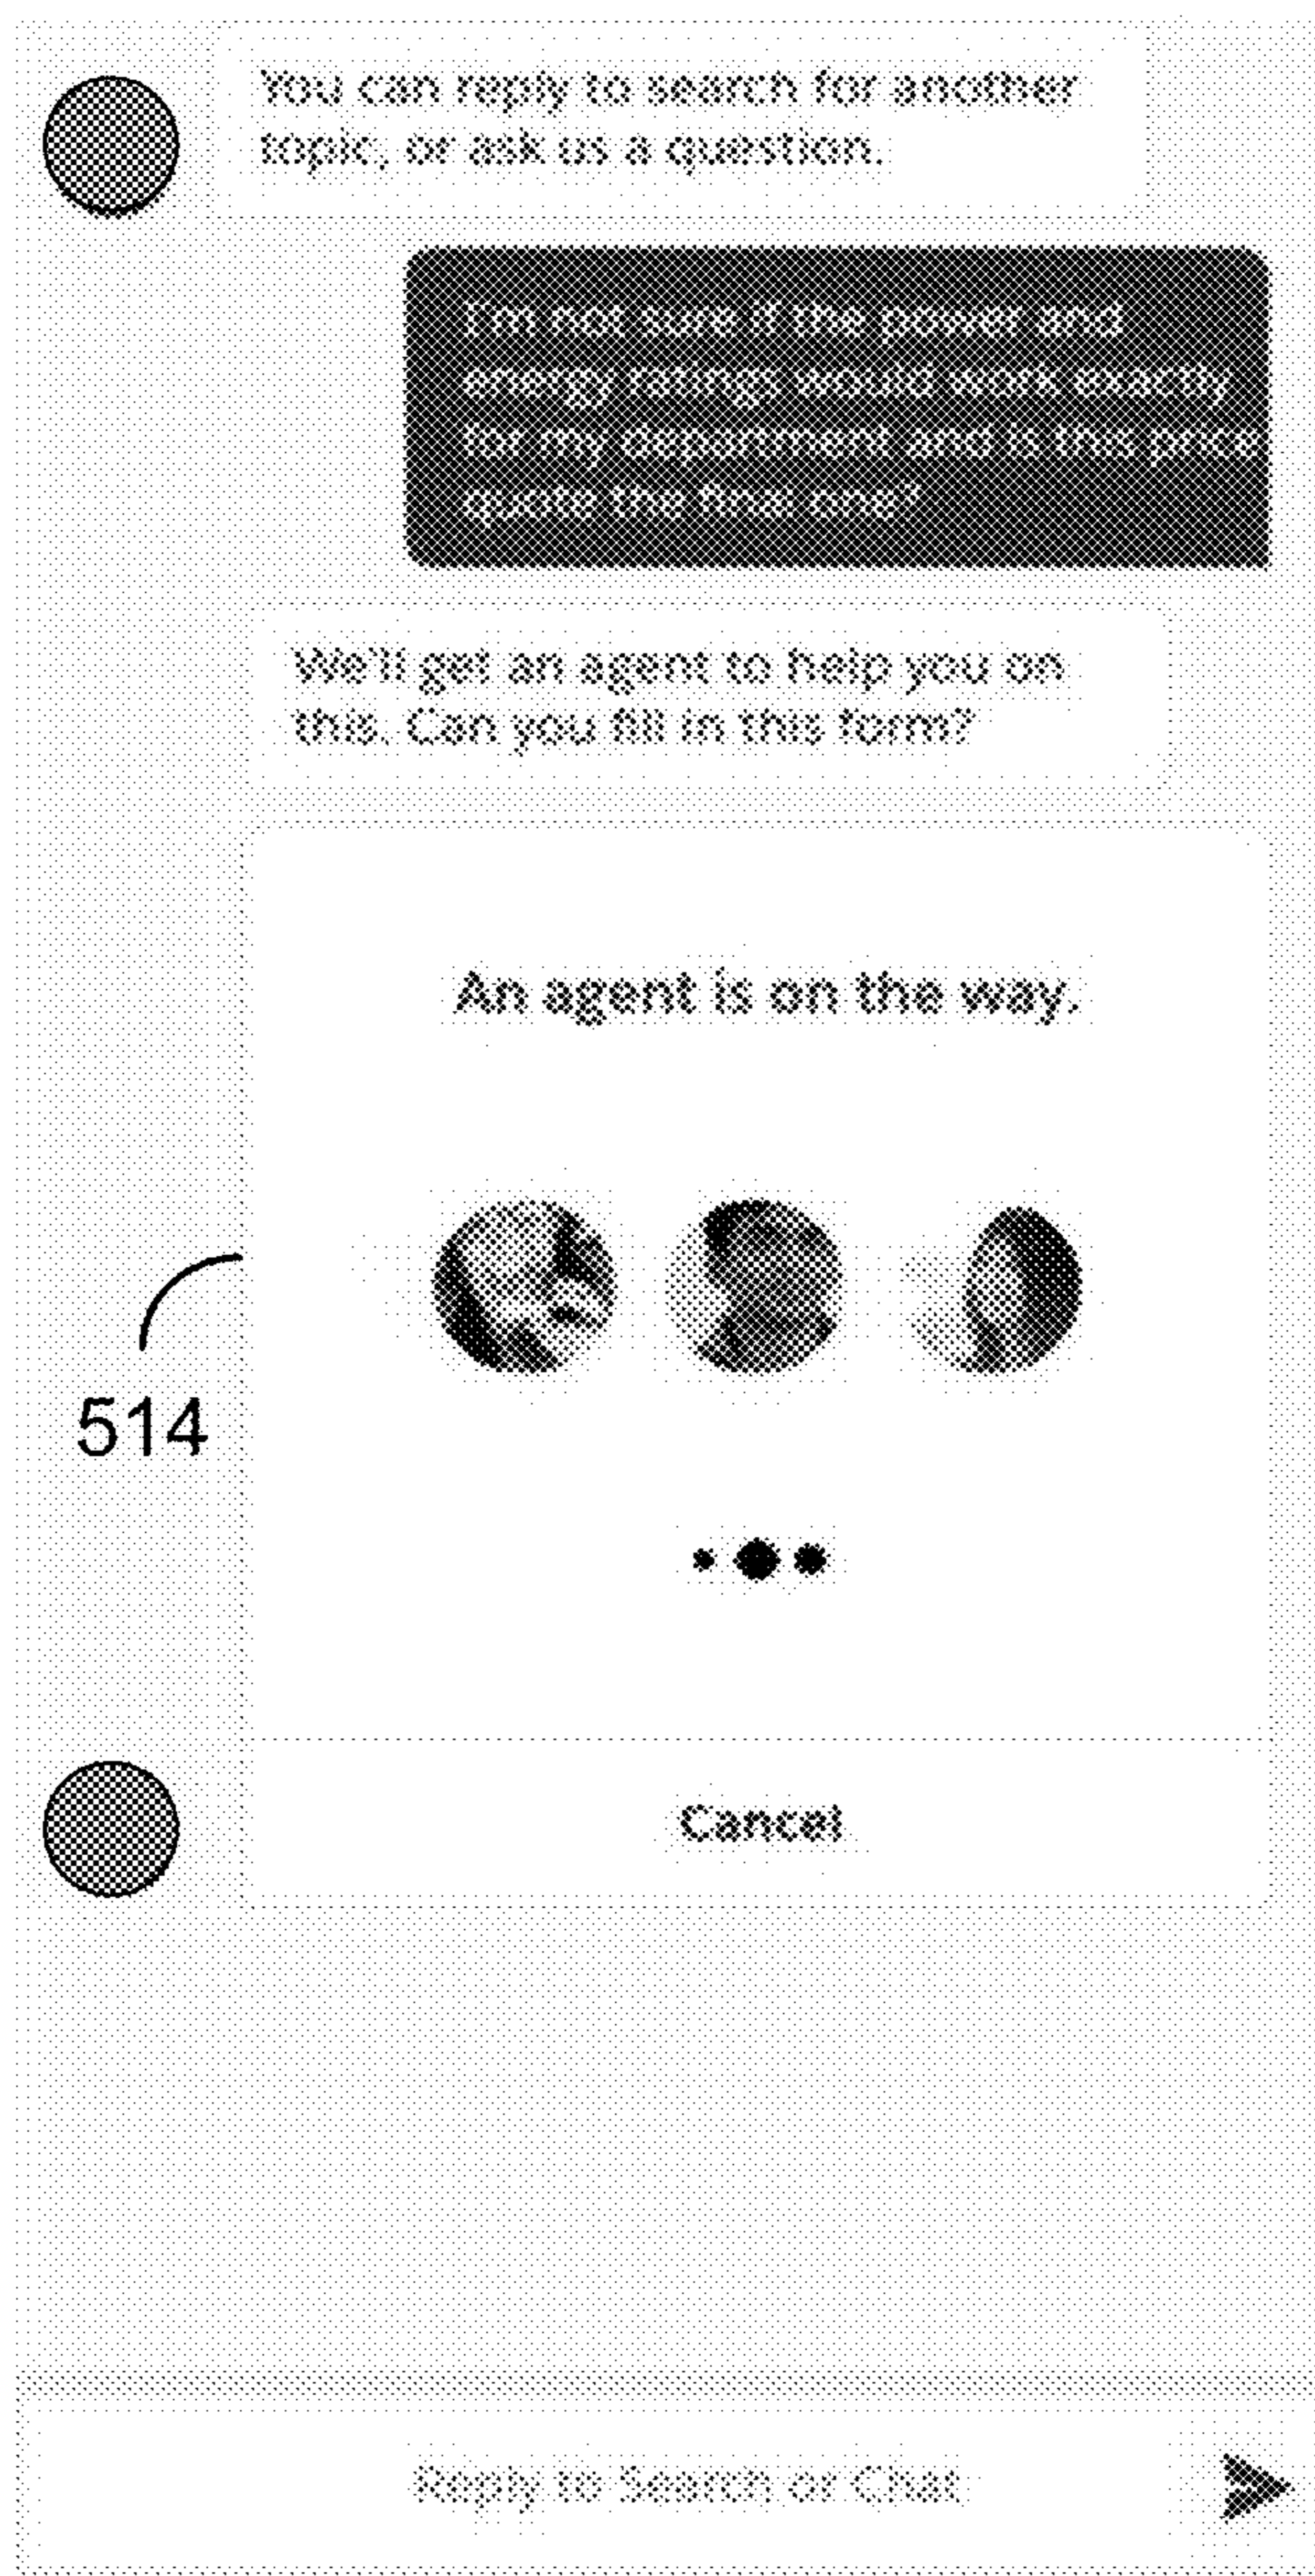 You can reply to search for another
topic, or ask us a question.
I'm not sure if the power and
energy ratings would work exactly
for my department and is this price
quote the final one?
We'll get an agent to help you on
this. Can you fill in this form?
An agent is on the way.
514
Cancel
Reply to Search or Chat